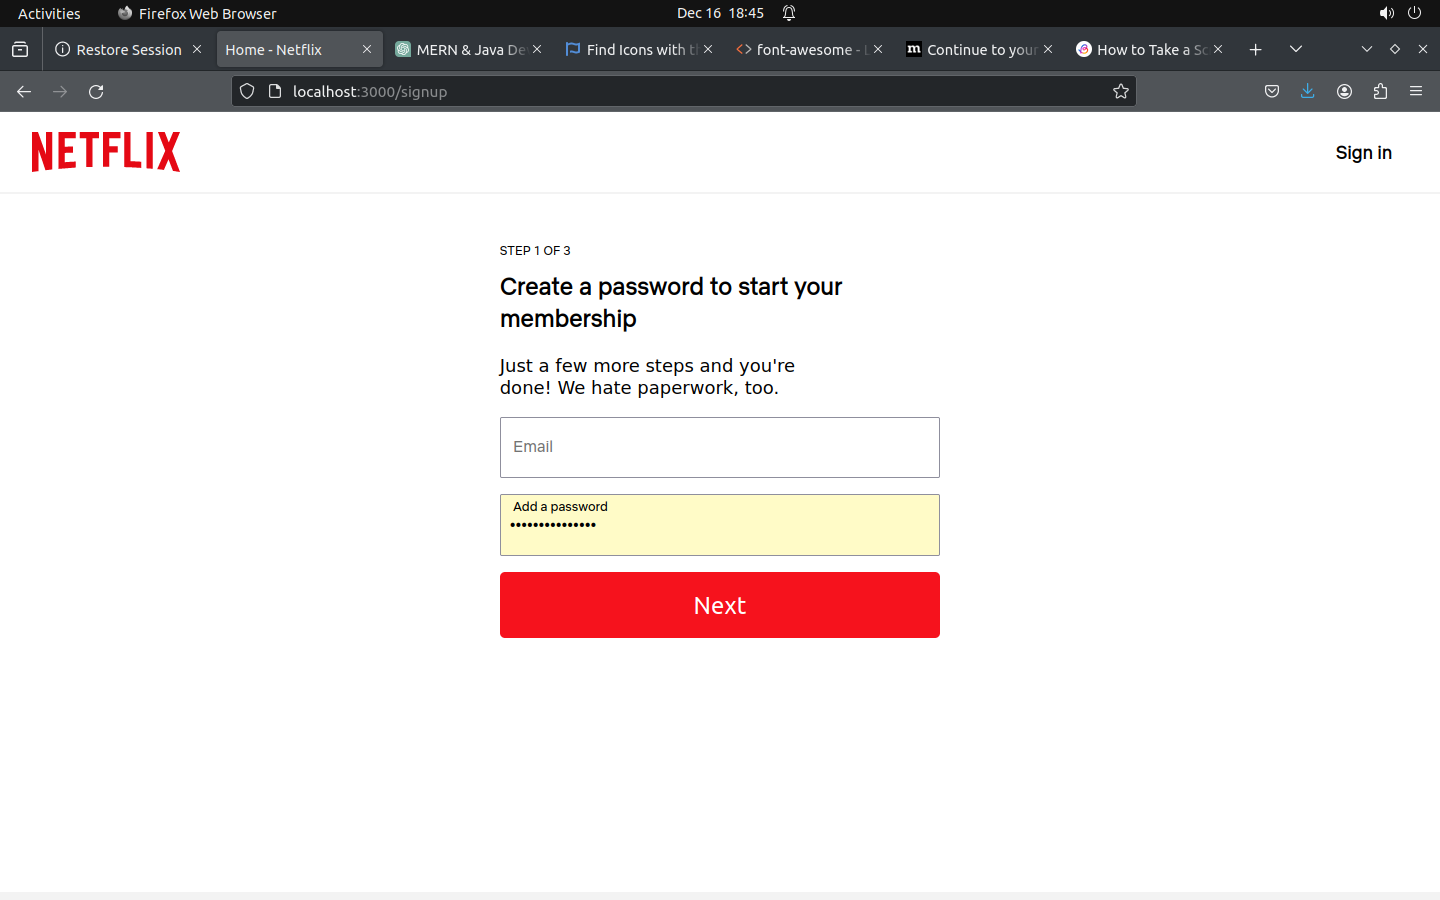 Activities Firefox Web Browser Dec 16 18:45
Restore Session Home - Netflix MERN & Java De Find Icons with th font-awesome - L Continue to your How to Take a Sc
localhost:3000/signup
NETFLIX
Sign in
STEP 1 OF 3
Create a password to start your
membership
Just a few more steps and you're
done! We hate paperwork, too.
Email
Add a password
•••••••••••••••
Next